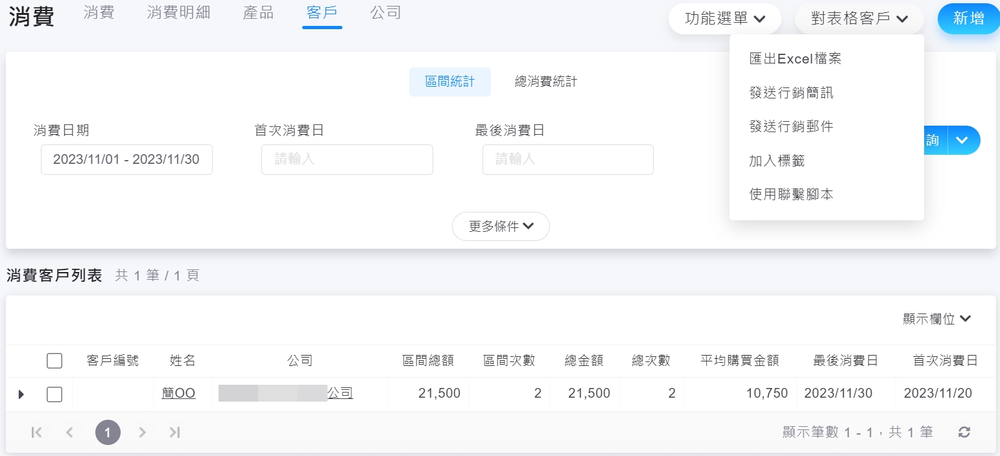 消費 消費 消費明細 產品 客戶 公司 功能選單 對表格客戶 新增
匯出Excel檔案
發送行銷簡訊
發送行銷郵件
加入標籤
使用聯繫腳本
區間統計 總消費統計
消費日期 首次消費日 最後消費日
2023/11/01 - 2023/11/30 請輸入 請輸入 詢
更多條件
消費客戶列表 共 1 筆 / 1 頁
顯示欄位
客戶編號 姓名 公司 區間總額 區間次數 總金額 總次數 平均購買金額 最後消費日 首次消費日
簡OO 公司 21,500 2 21,500 2 10,750 2023/11/30 2023/11/20
1 顯示筆數 1 - 1，共 1 筆